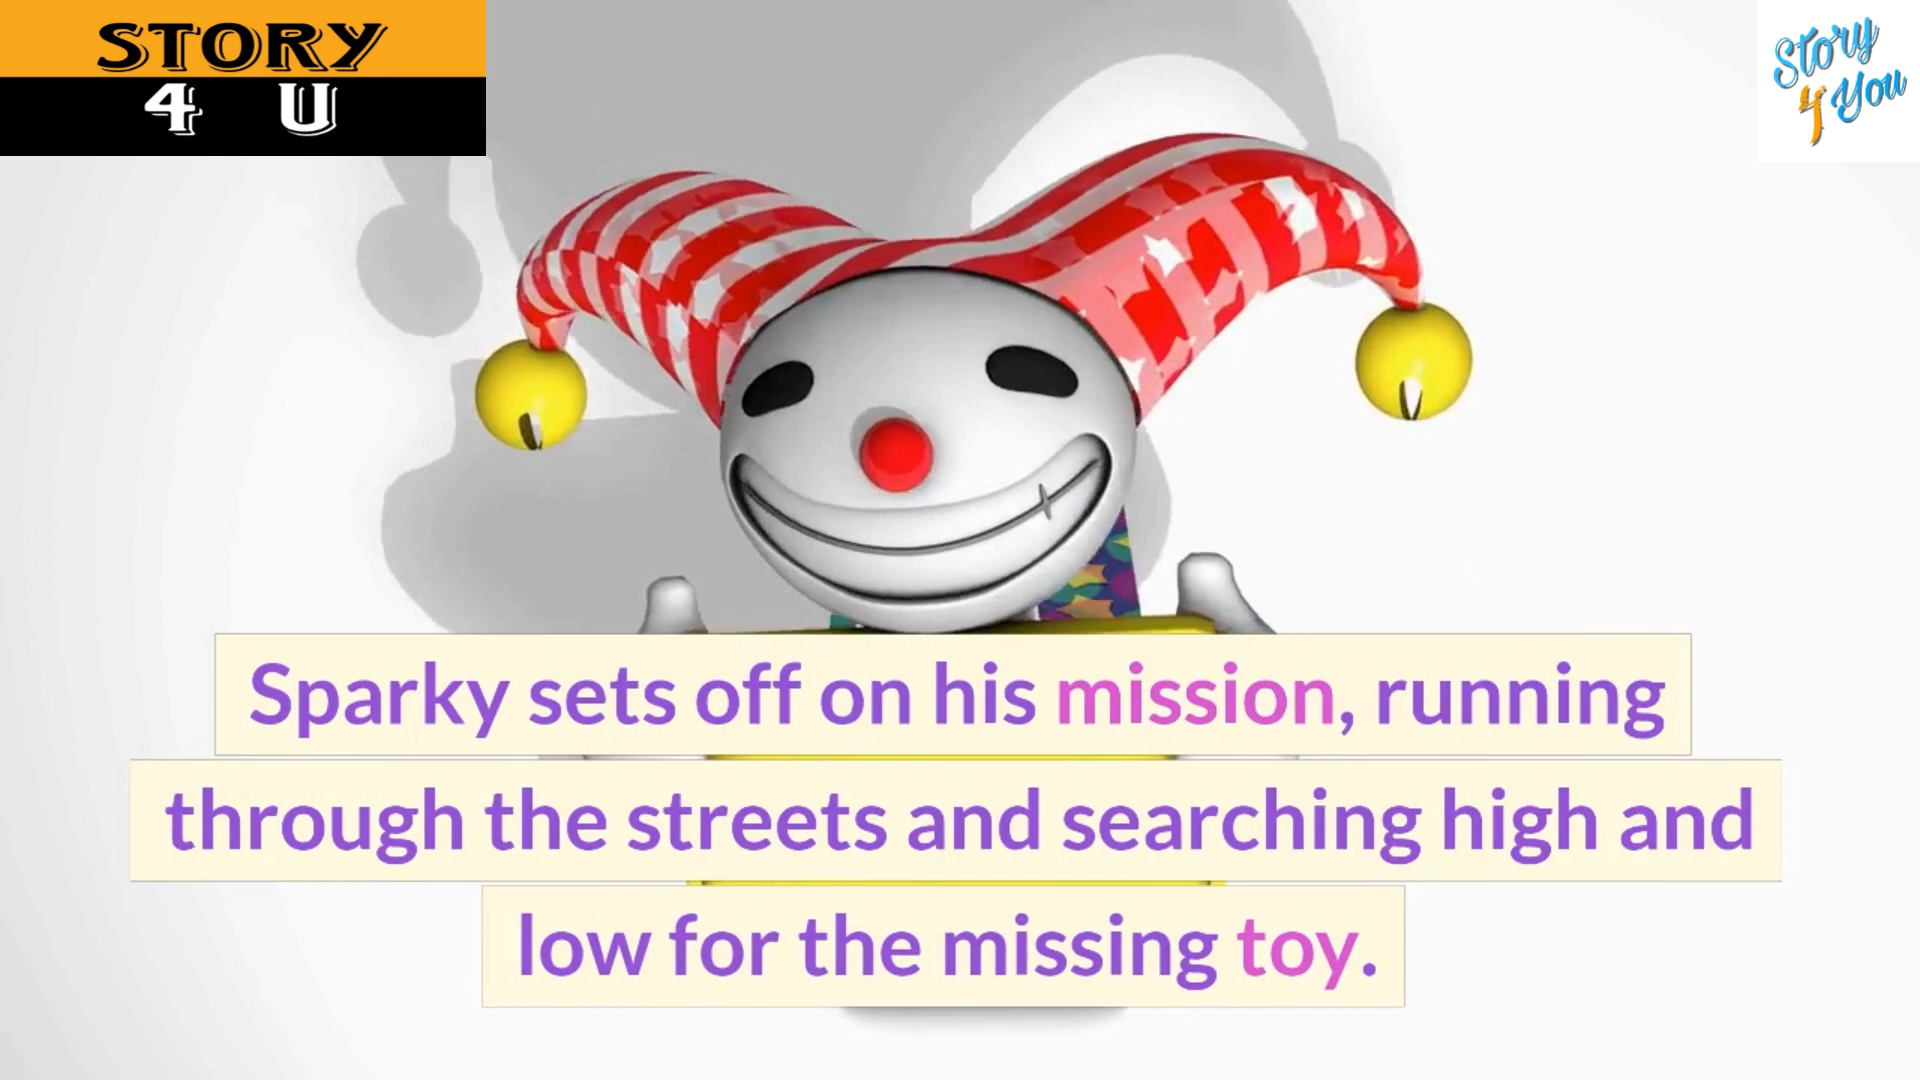 STORY
4 U
Story
4 You
Sparky sets off on his mission, running
through the streets and searching high and
low for the missing toy.